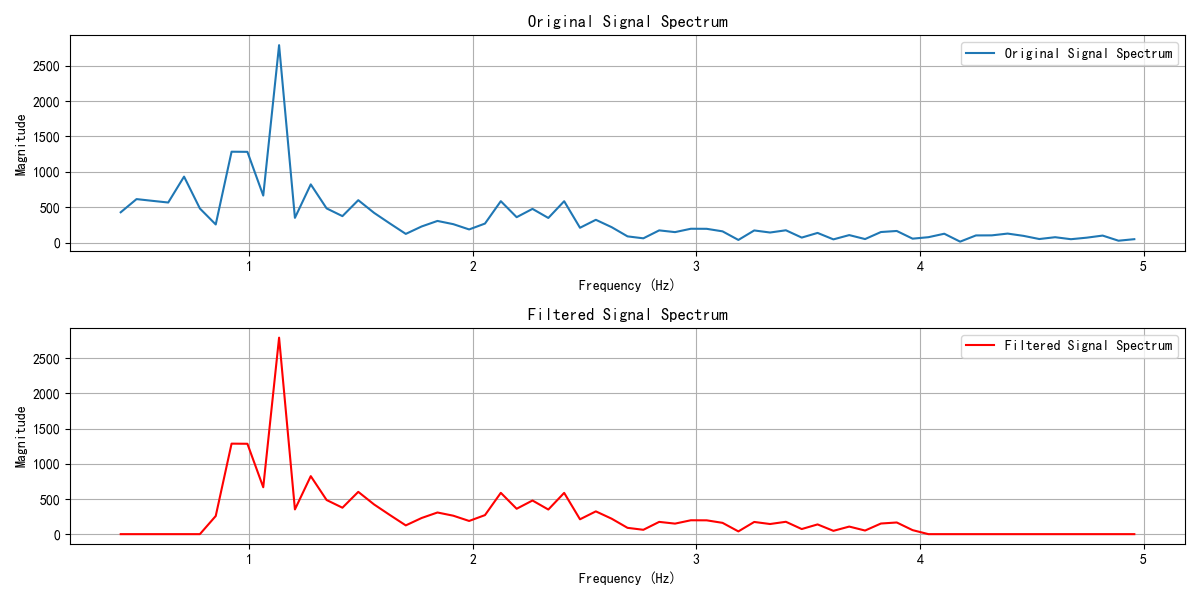 Original Signal Spectrum
Original Signal Spectrum
Magnitude
2500
2000
1500
1000
500
0
1 2 3 4 5
Frequency (Hz)
Filtered Signal Spectrum
Filtered Signal Spectrum
Magnitude
2500
2000
1500
1000
500
0
1 2 3 4 5
Frequency (Hz)